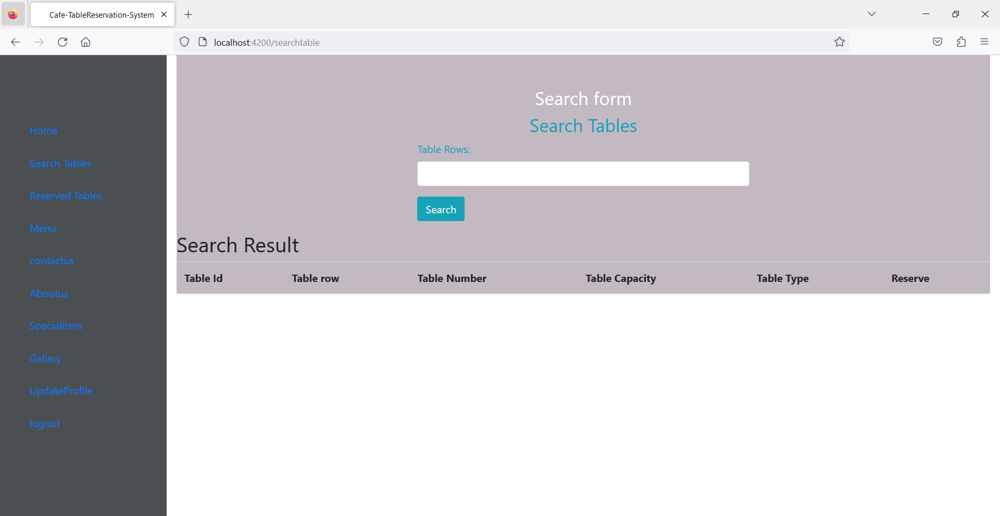 Cafe-TableReservation-System
localhost:4200/searchtable
Home
Search Tables
Reserved Tables
Menu
contactus
Aboutus
Specialitem
Gallery
UpdateProfile
logout
Search form
Search Tables
Table Rows:
Search
Search Result
Table Id Table row Table Number Table Capacity Table Type Reserve